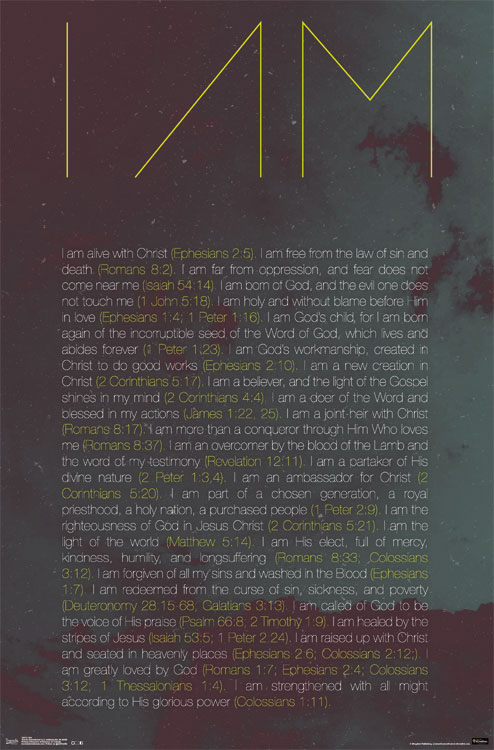 I AM
I am alive with Christ (Ephesians 2:5). I am free from the law of sin and
death (Romans 8:2). I am far from oppression, and fear does not
come near me (Isaiah 54:14). I am born of God, and the evil one does
not touch me (1 John 5:18). I am holy and without blame before Him
in love (Ephesians 1:4; 1 Peter 1:16). I am God's child, for I am born
again of the incorruptible seed of the Word of God, which lives and
abides forever (1 Peter 1:23). I am God's workmanship, created in
Christ to do good works (Ephesians 2:10). I am a new creation in
Christ (2 Corinthians 5:17). I am a believer, and the light of the Gospel
shines in my mind (2 Corinthians 4:4). I am a doer of the Word and
blessed in my actions (James 1:22, 25). I am a joint-heir with Christ
(Romans 8:17). I am more than a conqueror through Him Who loves
me (Romans 8:37). I am an overcomer by the blood of the Lamb and
the word of my testimony (Revelation 12:11). I am a partaker of His
divine nature (2 Peter 1:3,4). I am an ambassador for Christ (2
Corinthians 5:20). I am part of a chosen generation, a royal
priesthood, a holy nation, a purchased people (1 Peter 2:9). I am the
righteousness of God in Jesus Christ (2 Corinthians 5:21). I am the
light of the world (Matthew 5:14). I am His elect, full of mercy,
kindness, humility, and longsuffering (Romans 8:33; Colossians
3:12). I am forgiven of all my sins and washed in the Blood (Ephesians
1:7). I am redeemed from the curse of sin, sickness, and poverty
(Deuteronomy 28:15-68; Galatians 3:13). I am called of God to be
the voice of His praise (Psalm 66:8; 2 Timothy 1:9). I am healed by the
stripes of Jesus (Isaiah 53:5; 1 Peter 2:24). I am raised up with Christ
and seated in heavenly places (Ephesians 2:6; Colossians 2:12;). I
am greatly loved by God (Romans 1:7; Ephesians 2:4; Colossians
3:12; 1 Thessalonians 1:4). I am strengthened with all might
according to His glorious power (Colossians 1:11).